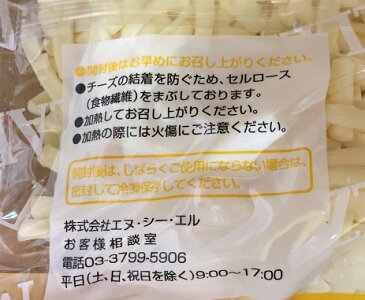 ●開封後はお早めにお召し上がりください。
●チーズの結着を防ぐため、セルロース
(食物繊維)をまぶしております。
●加熱してお召し上がりください。
●加熱の際には火傷にご注意ください。
開封後は、しばらくご使用にならない場合は、
密封して冷凍保存してください。
株式会社エヌ・シー・エル
お客様相談室
電話03-3799-5906
平日(土、日、祝日を除く)9:00〜17:00